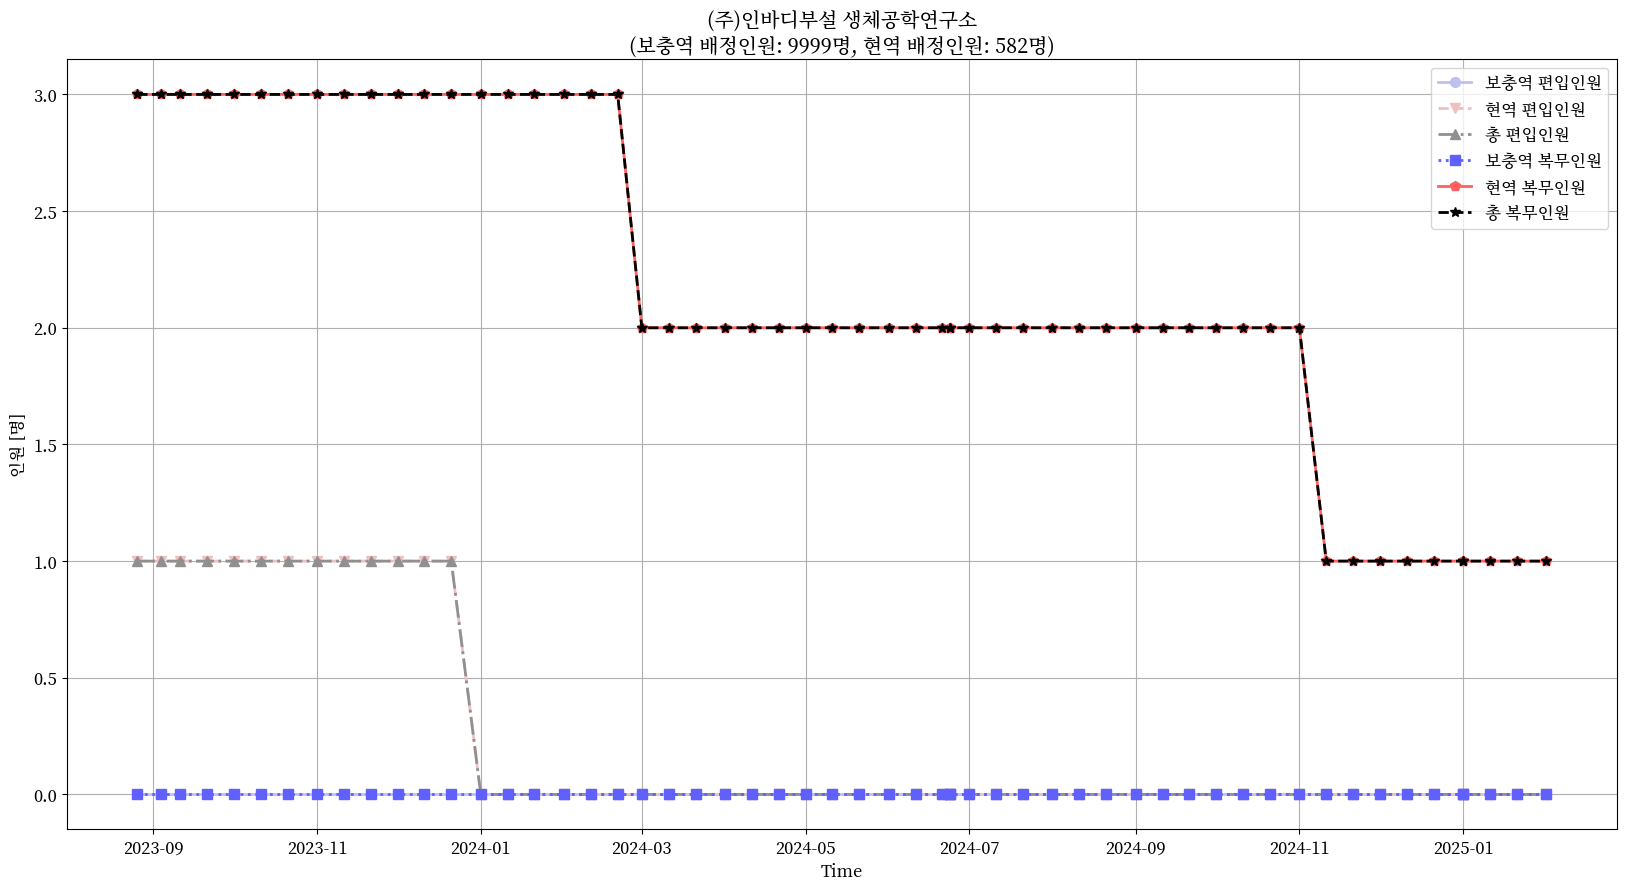 (주)인바디부설 생체공학연구소
(보충역 배정인원: 9999명, 현역 배정인원: 582명)
보충역 편입인원
현역 편입인원
총 편입인원
보충역 복무인원
현역 복무인원
총 복무인원
인원 [명]
3.0
2.5
2.0
1.5
1.0
0.5
0.0
2023-09
2023-11
2024-01
2024-03
2024-05
2024-07
2024-09
2024-11
2025-01
Time